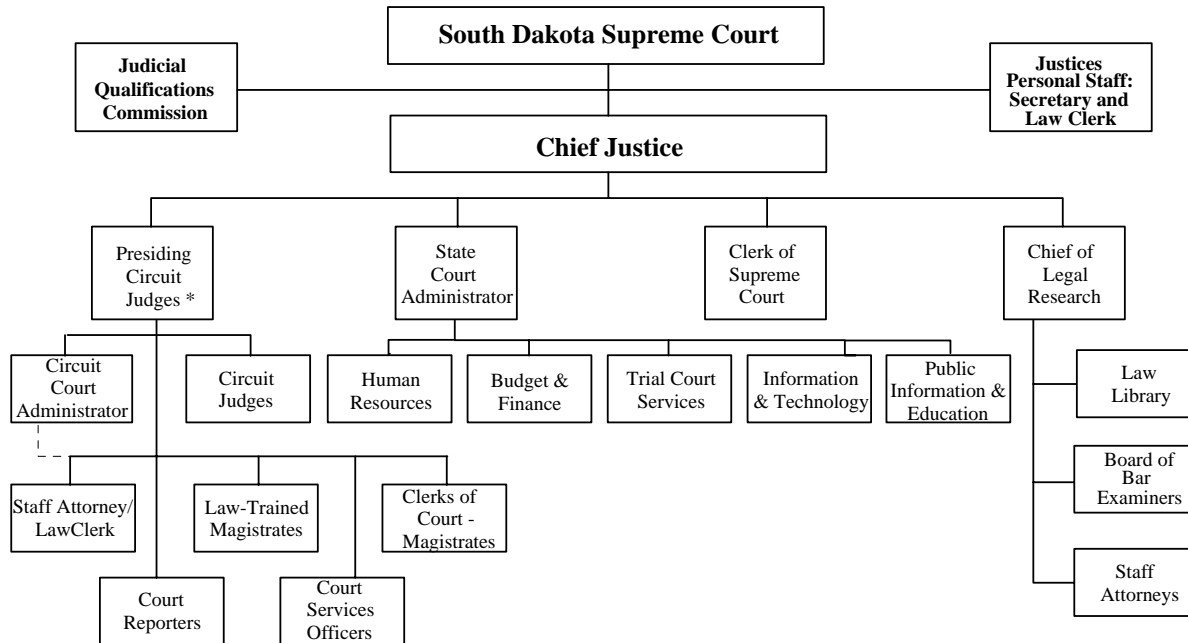 South Dakota Supreme Court
Judicial
Qualifications
Commission
Justices
Personal Staff:
Secretary and
Law Clerk
Chief Justice
Presiding
Circuit
Judges *
State
Court
Administrator
Clerk of
Supreme
Court
Chief of
Legal
Research
Circuit
Court
Administrator
Circuit
Judges
Human
Resources
Budget &
Finance
Trial Court
Services
Information
& Technology
Public
Information &
Education
Law
Library
Board of
Bar
Examiners
Staff
Attorneys
Staff Attorney/
LawClerk
Law-Trained
Magistrates
Clerks of
Court -
Magistrates
Court
Reporters
Court
Services
Officers